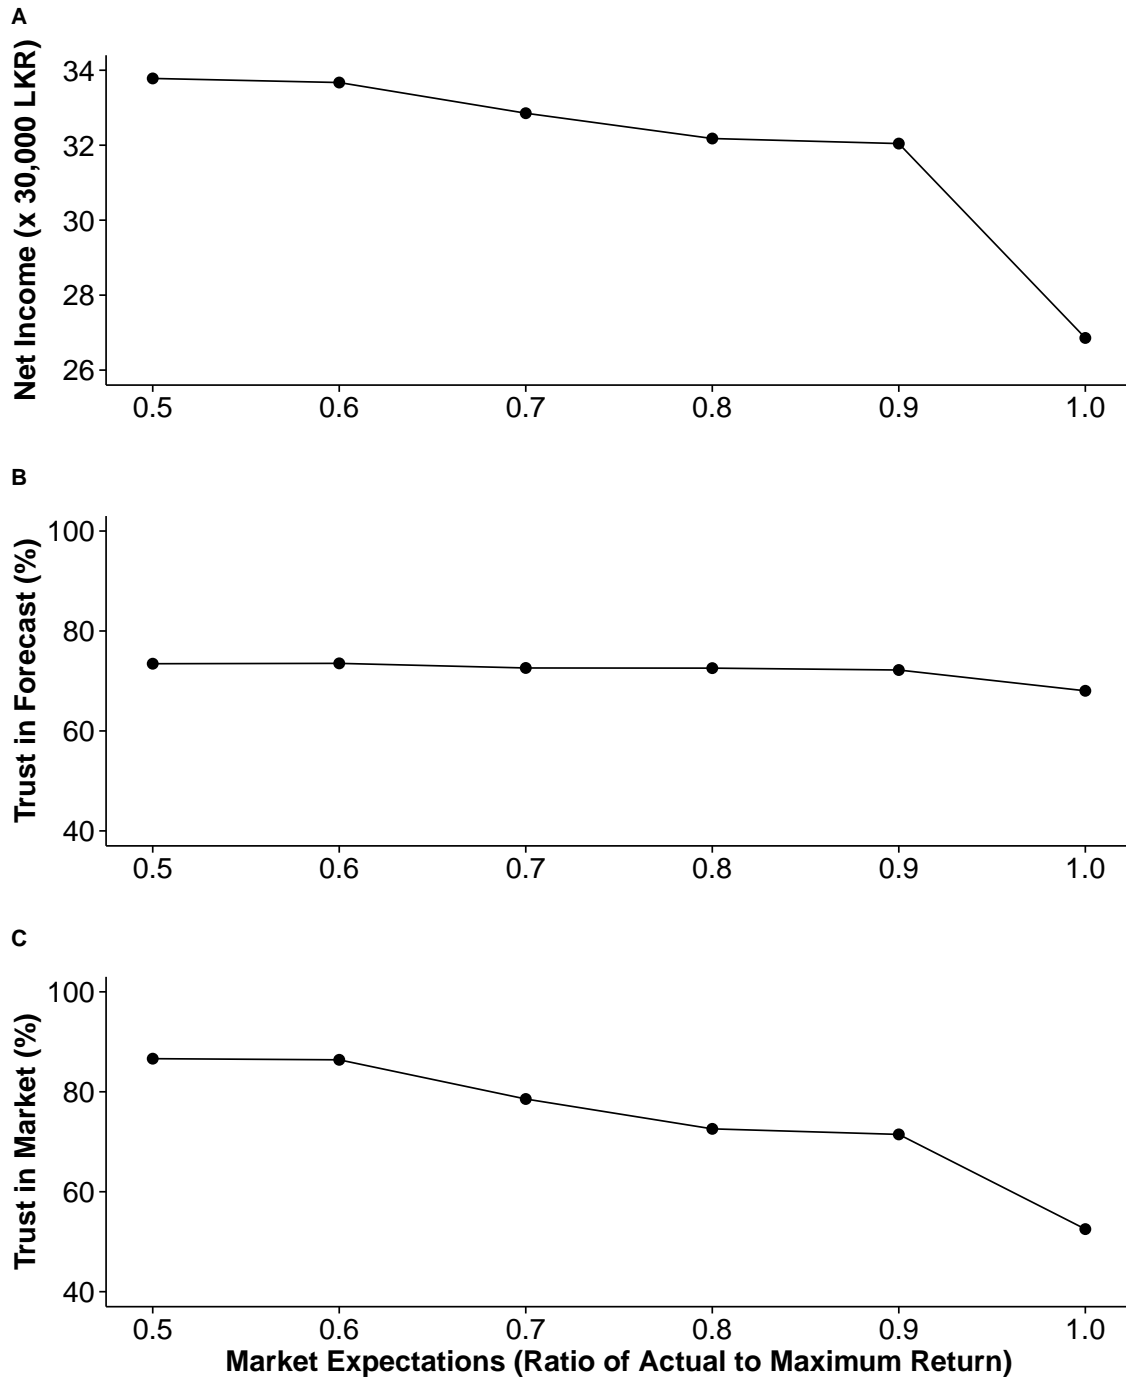 A
Net Income (x 30,000 LKR)
34
32
30
28
26
0.5 0.6 0.7 0.8 0.9 1.0
B
Trust in Forecast (%)
100
80
60
40
0.5 0.6 0.7 0.8 0.9 1.0
C
Trust in Market (%)
100
80
60
40
0.5 0.6 0.7 0.8 0.9 1.0
Market Expectations (Ratio of Actual to Maximum Return)